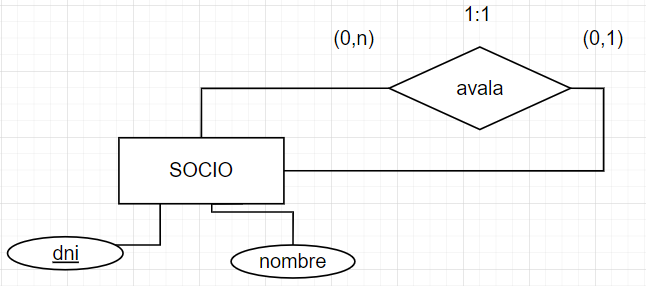 1:1
(0,n)
(0,1)
avala
SOCIO
dni
nombre